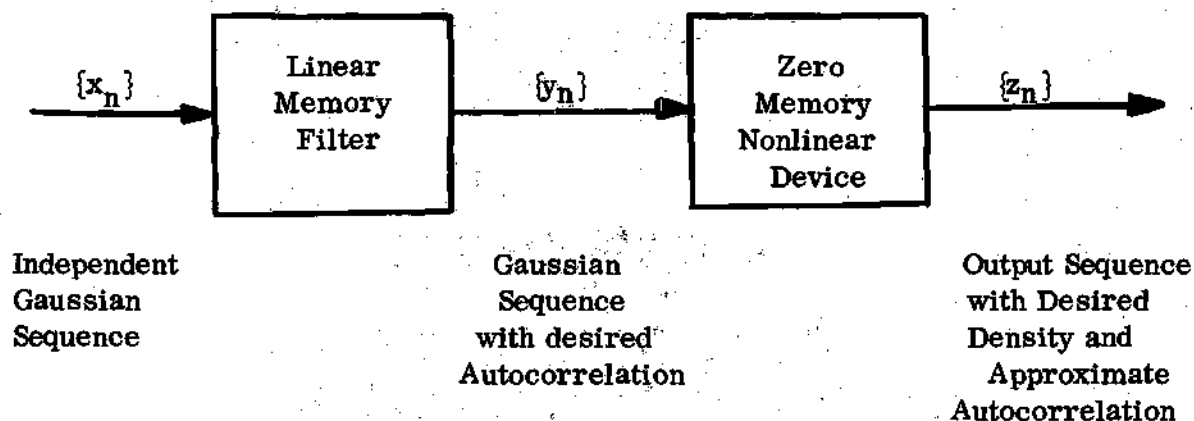 {x_n}
Linear
Memory
Filter
{y_n}
Zero
Memory
Nonlinear
Device
{z_n}
Independent
Gaussian
Sequence
Gaussian
Sequence
with desired
Autocorrelation
Output Sequence
with Desired
Density and
Approximate
Autocorrelation